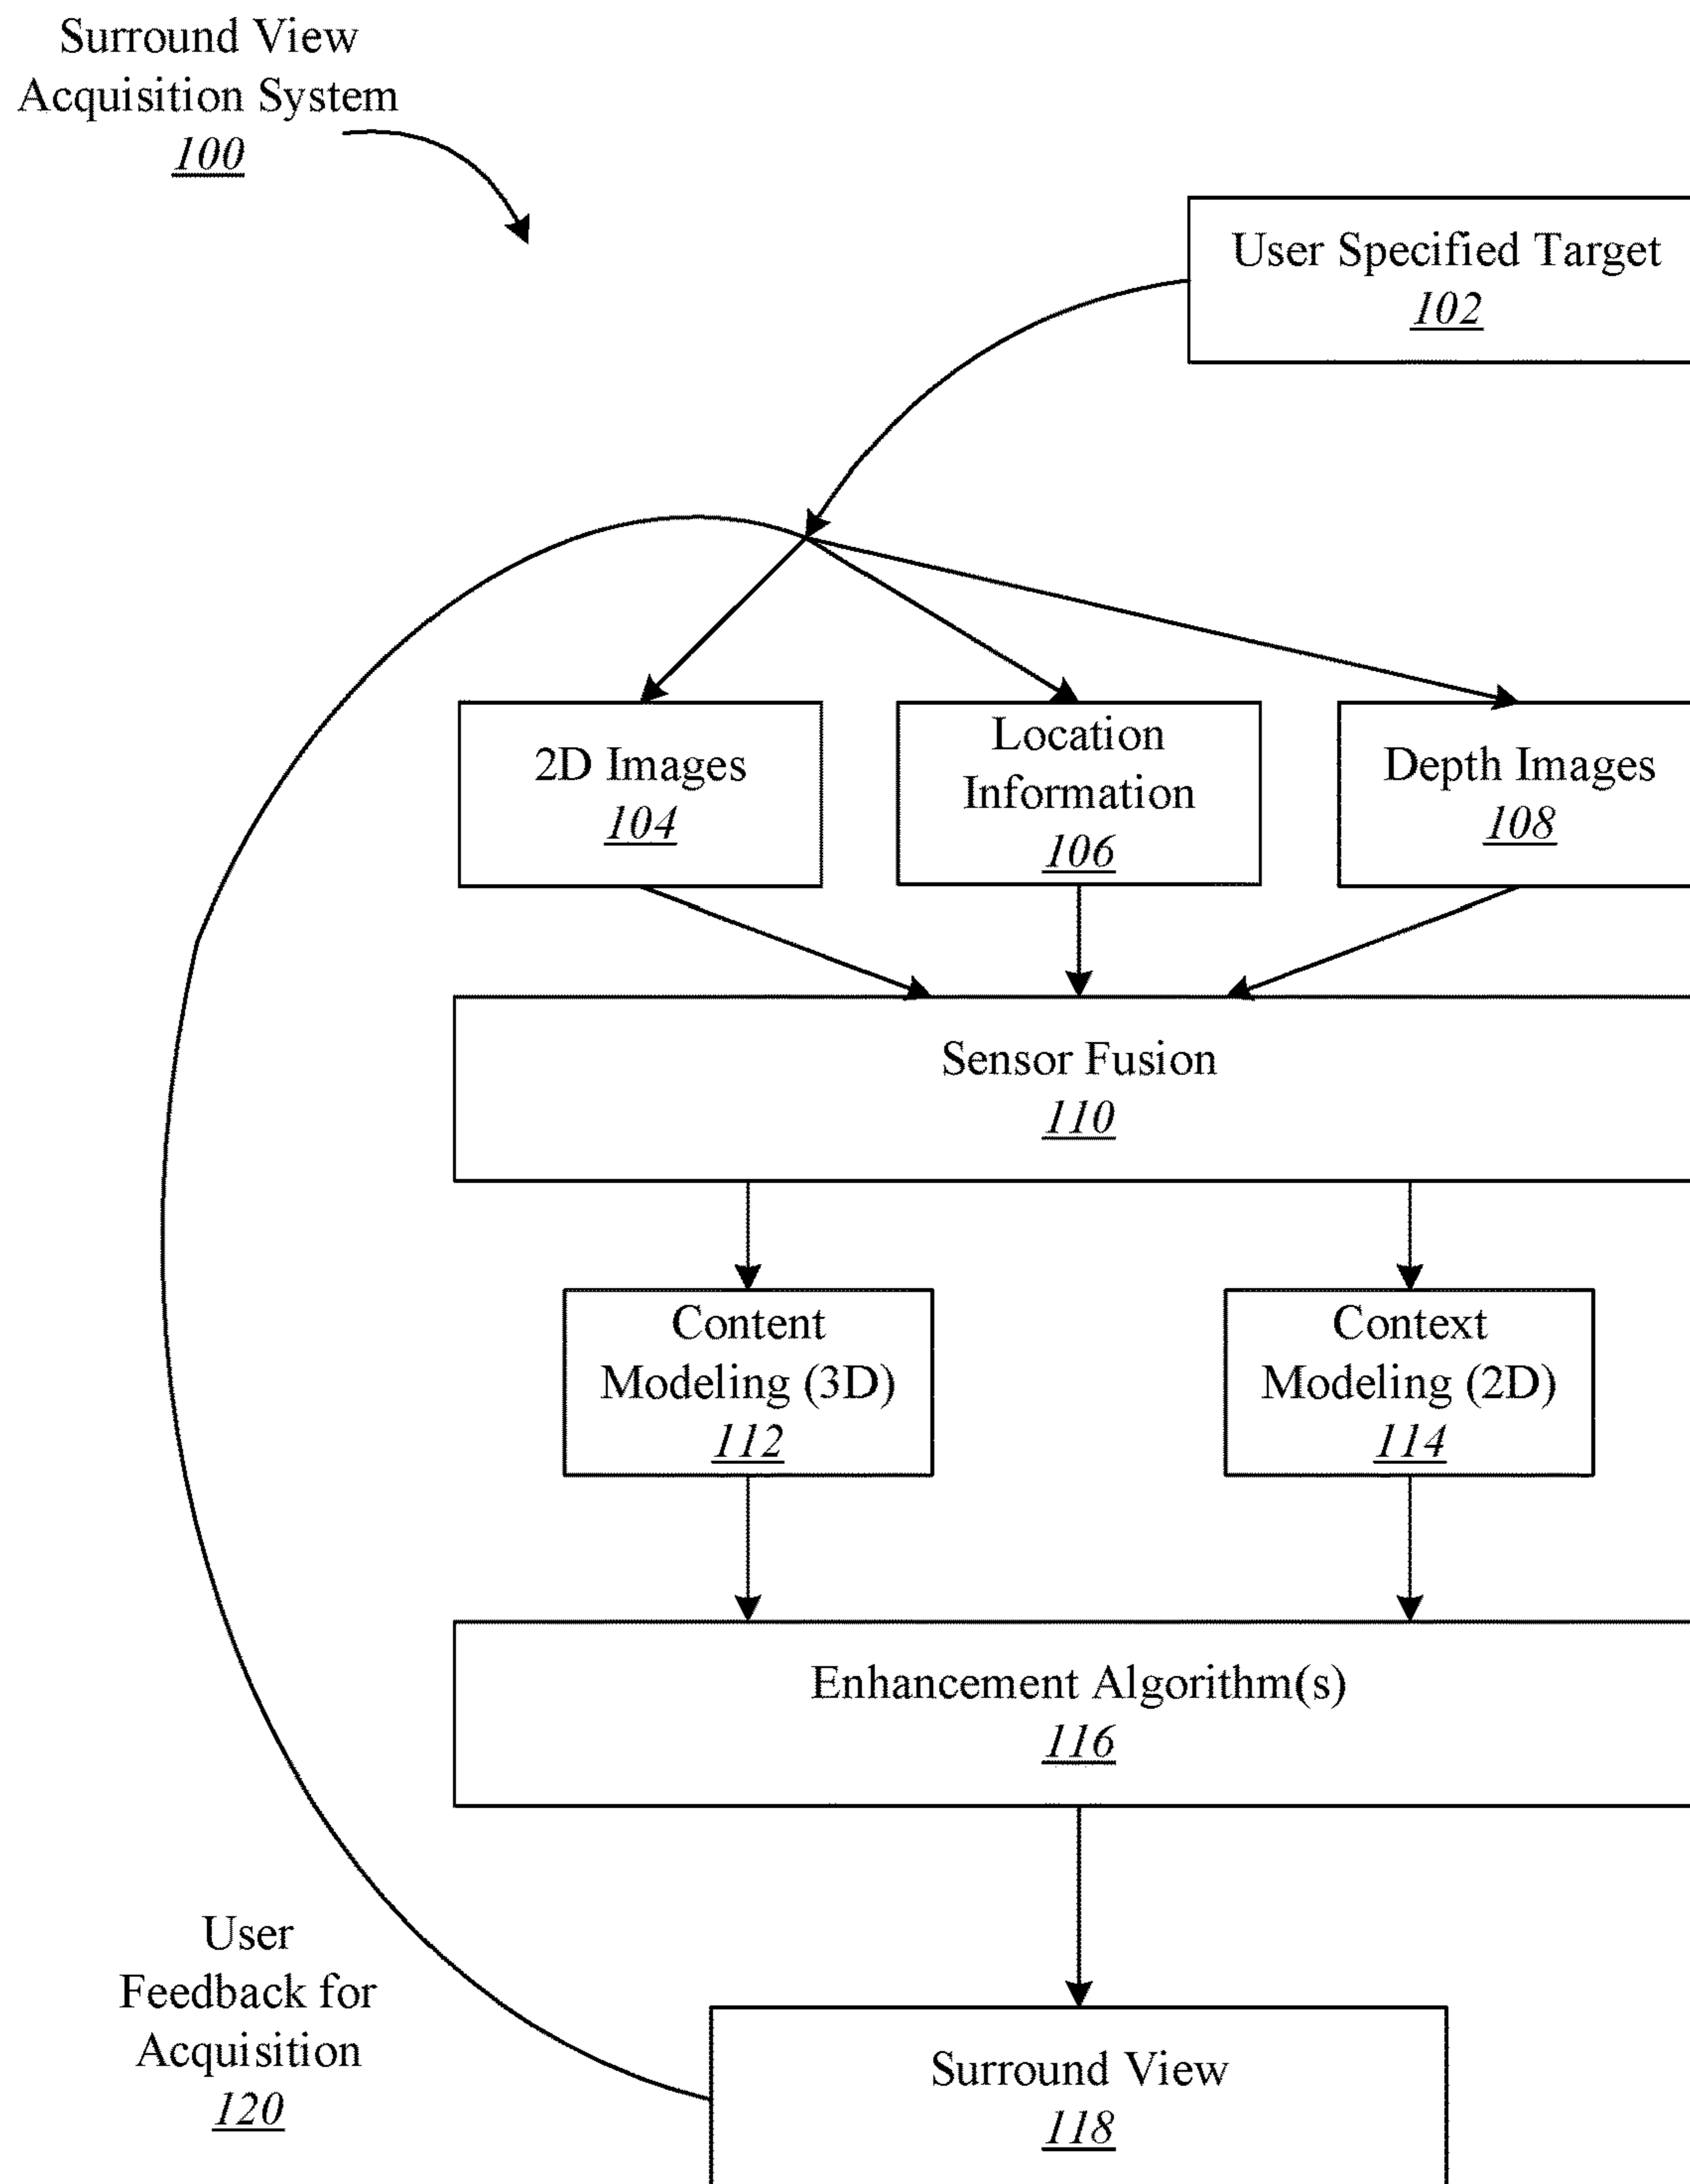 Surround View
Acquisition System
100
User Specified Target
102
2D Images
104
Location
Information
106
Depth Images
108
Sensor Fusion
110
Content
Modeling (3D)
112
Context
Modeling (2D)
114
Enhancement Algorithm(s)
116
User
Feedback for
Acquisition
120
Surround View
118